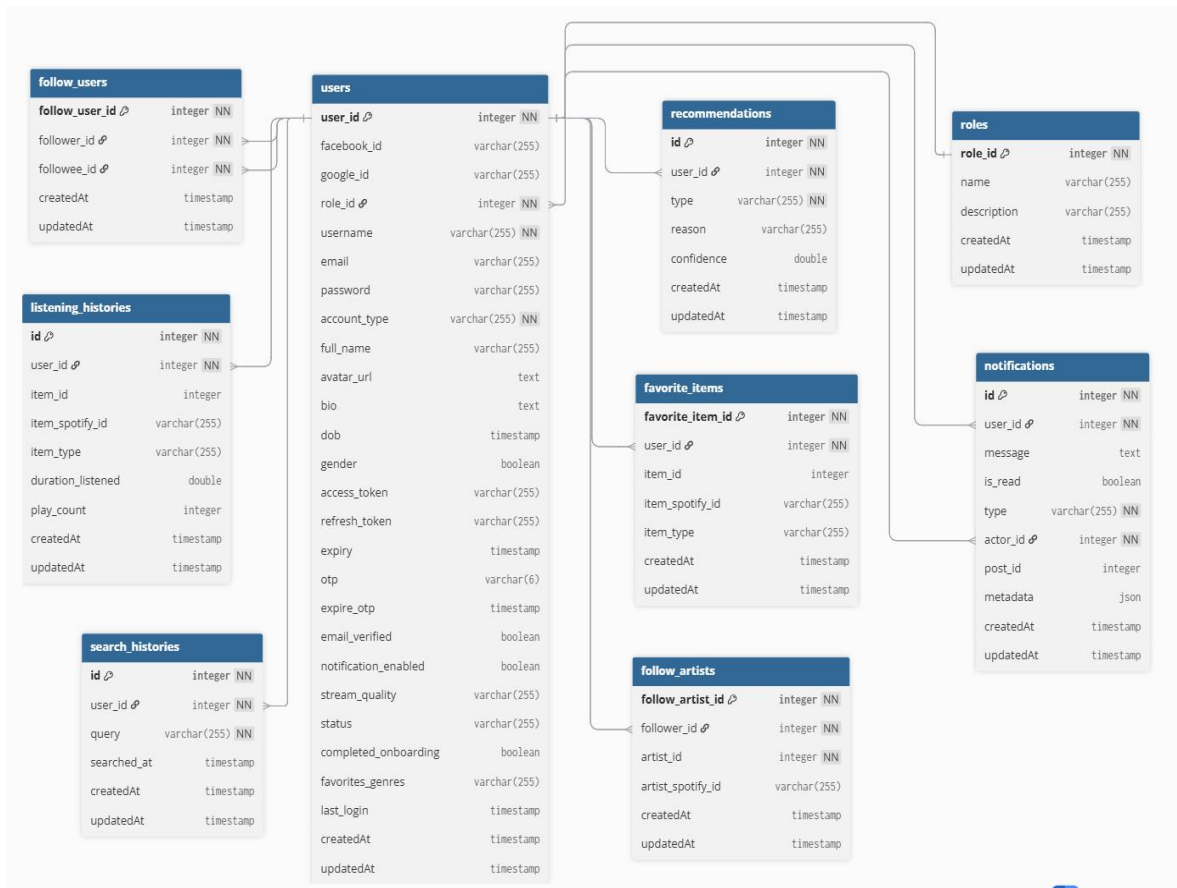 follow_users
follow_user_id integer NN
follower_id integer NN
followee_id integer NN
createdAt timestamp
updatedAt timestamp
listening_histories
id integer NN
user_id integer NN
item_id integer
item_spotify_id varchar(255)
item_type varchar(255)
duration_listened double
play_count integer
createdAt timestamp
updatedAt timestamp
search_histories
id integer NN
user_id integer NN
query varchar(255) NN
searched_at timestamp
createdAt timestamp
updatedAt timestamp
users
user_id integer NN
facebook_id varchar(255)
google_id varchar(255)
role_id integer NN
username varchar(255) NN
email varchar(255)
password varchar(255)
account_type varchar(255) NN
full_name varchar(255)
avatar_url text
bio text
dob timestamp
gender boolean
access_token varchar(255)
refresh_token varchar(255)
expiry timestamp
otp varchar(6)
expire_otp timestamp
email_verified boolean
notification_enabled boolean
stream_quality varchar(255)
status varchar(255)
completed_onboarding boolean
favorites_genres varchar(255)
last_login timestamp
createdAt timestamp
updatedAt timestamp
recommendations
id integer NN
user_id integer NN
type varchar(255) NN
reason varchar(255)
confidence double
createdAt timestamp
updatedAt timestamp
favorite_items
favorite_item_id integer NN
user_id integer NN
item_id integer
item_spotify_id varchar(255)
item_type varchar(255)
createdAt timestamp
updatedAt timestamp
follow_artists
follow_artist_id integer NN
follower_id integer NN
artist_id integer NN
artist_spotify_id varchar(255)
createdAt timestamp
updatedAt timestamp
roles
role_id integer NN
name varchar(255)
description varchar(255)
createdAt timestamp
updatedAt timestamp
notifications
id integer NN
user_id integer NN
message text
is_read boolean
type varchar(255) NN
actor_id integer NN
post_id integer
metadata json
createdAt timestamp
updatedAt timestamp